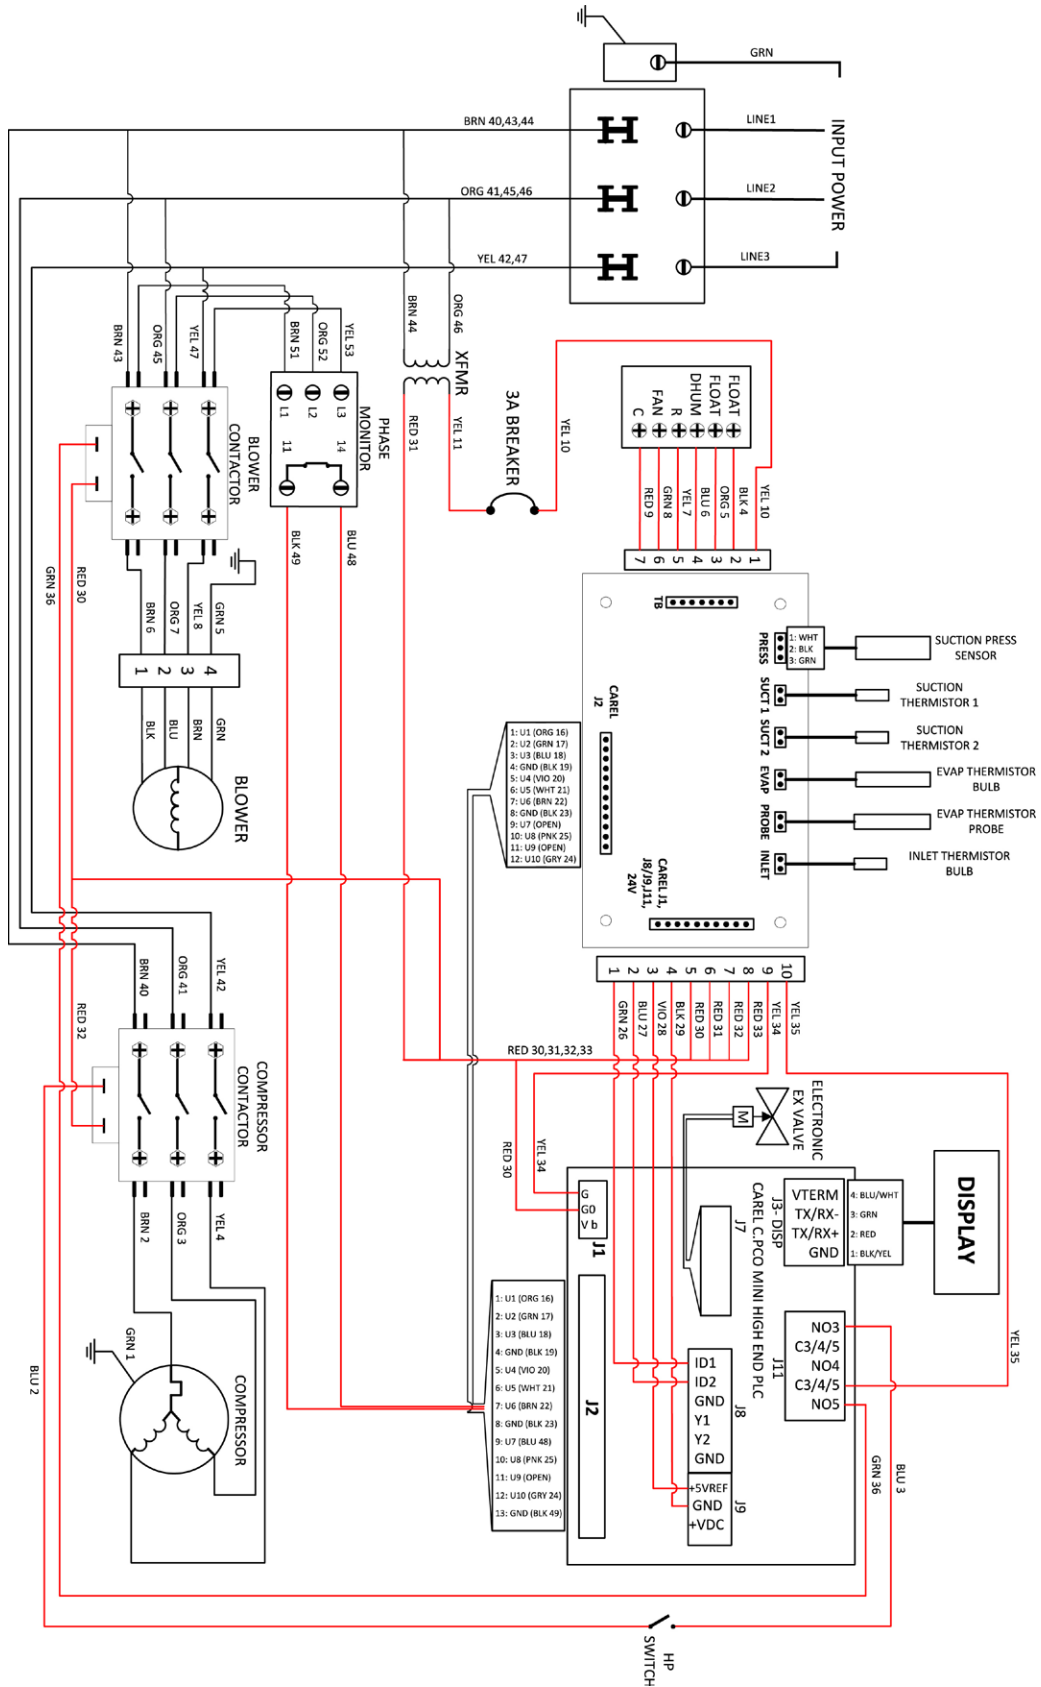 GRN
LINE1
LINE2
LINE3
INPUT POWER
BRN 40,43,44
ORG 41,45,46
YEL 42,47
BRN 43
ORG 45
YEL 47
BRN 51
ORG 52
YEL 53
BRN 44
ORG 46
XFMR
RED 31
YEL 11
3A BREAKER
YEL 10
L1
L2
L3
11
14
PHASE
MONITOR
BLOWER
CONTACTOR
BLK 49
BLU 48
GRN 36
RED 30
BRN 6
ORG 7
YEL 8
GRN 5
1
2
3
4
BLK
BLU
BRN
GRN
BLOWER
C
FAN
R
DHUM
FLOAT
FLOAT
RED 9
GRN 8
YEL 7
BLU 6
ORG 5
BLK 4
YEL 10
7
6
5
4
3
2
1
TB
PRESS
1: WHT
2: BLK
3: GRN
SUCTION PRESS
SENSOR
SUCT 1
SUCTION
THERMISTOR 1
SUCT 2
SUCTION
THERMISTOR 2
EVAP
EVAP THERMISTOR
BULB
PROBE
EVAP THERMISTOR
PROBE
INLET
INLET THERMISTOR
BULB
CAREL
J2
1: U1 (ORG 16)
2: U2 (GRN 17)
3: U3 (BLU 18)
4: GND (BLK 19)
5: U4 (VIO 20)
6: U5 (WHT 21)
7: U6 (BRN 22)
8: GND (BLK 23)
9: U7 (OPEN)
10: U8 (PNK 25)
11: U9 (OPEN)
12: U10 (GRY 24)
CAREL J1,
J8/J9,J11,
24V
1
2
3
4
5
6
7
8
9
10
GRN 26
BLU 27
VIO 28
BLK 29
RED 30
RED 31
RED 32
RED 33
YEL 34
YEL 35
RED 30,31,32,33
BRN 40
ORG 41
YEL 42
RED 32
COMPRESSOR
CONTACTOR
BRN 2
ORG 3
YEL 4
GRN 1
COMPRESSOR
BLU 2
YEL 34
RED 30
M
ELECTRONIC
EX VALVE
G
G0
V b
J1
J7
CAREL C.PCO MINI HIGH END PLC
J3- DISP
VTERM
TX/RX-
TX/RX+
GND
4: BLU/WHT
3: GRN
2: RED
1: BLK/YEL
DISPLAY
YEL 35
J11
NO3
C3/4/5
NO4
C3/4/5
NO5
GRN 36
BLU 3
J8
ID1
ID2
GND
Y1
Y2
GND
J9
+5VREF
GND
+VDC
J2
1: U1 (ORG 16)
2: U2 (GRN 17)
3: U3 (BLU 18)
4: GND (BLK 19)
5: U4 (VIO 20)
6: U5 (WHT 21)
7: U6 (BRN 22)
8: GND (BLK 23)
9: U7 (BLU 48)
10: U8 (PNK 25)
11: U9 (OPEN)
12: U10 (GRY 24)
13: GND (BLK 49)
HP
SWITCH